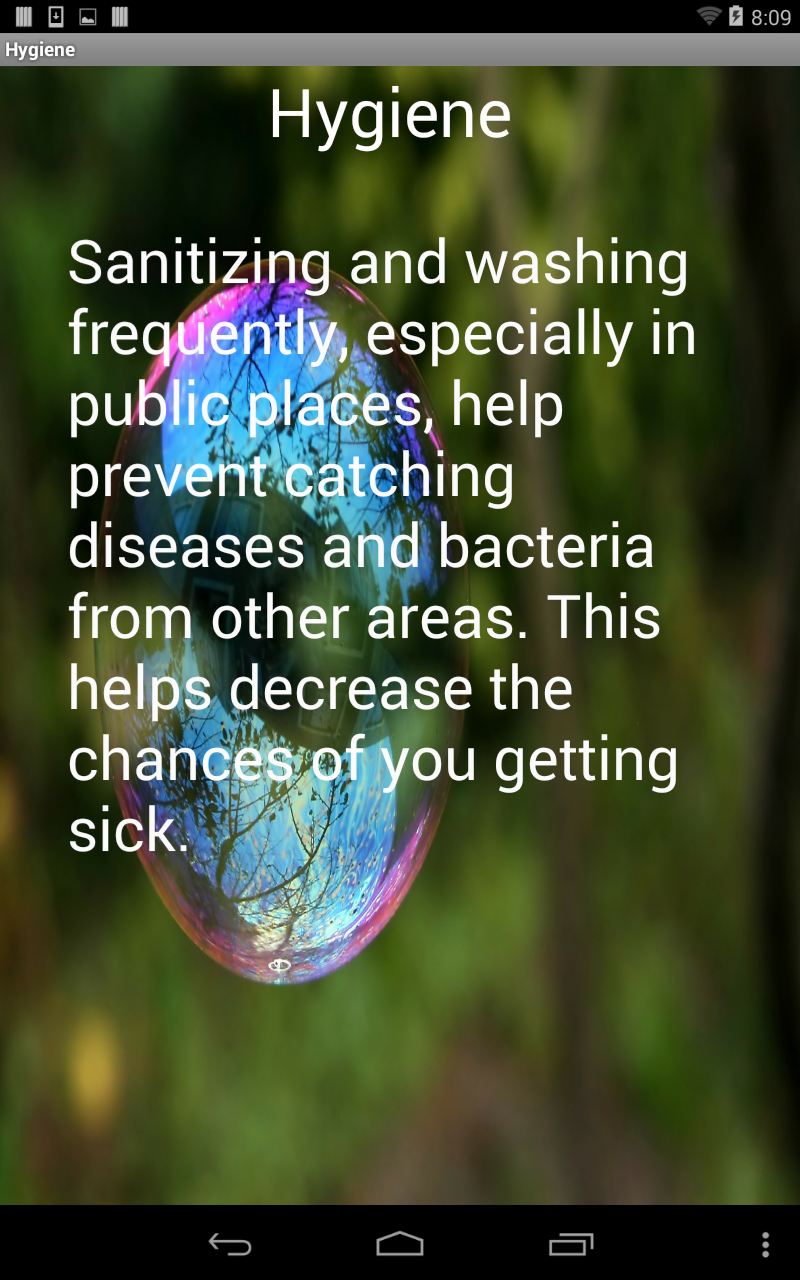 8:09
Hygiene
Hygiene
Sanitizing and washing
frequently, especially in
public places, help
prevent catching
diseases and bacteria
from other areas. This
helps decrease the
chances of you getting
sick.